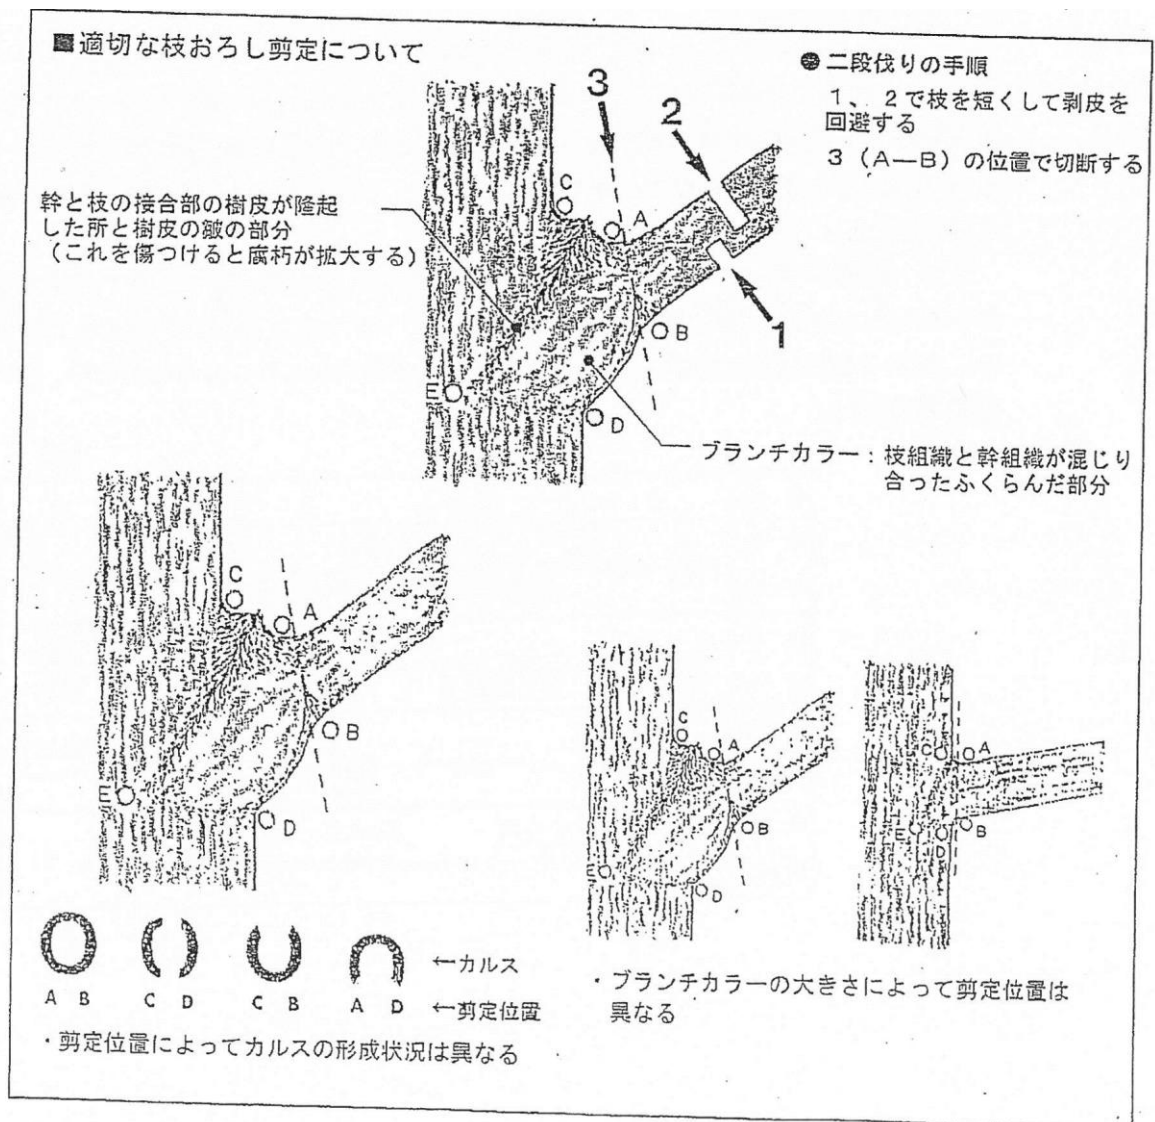 ■適切な枝おろし剪定について
●二段伐りの手順
1、2で枝を短くして剥皮を
回避する
3(A―B)の位置で切断する
3
2
C
A
幹と枝の接合部の樹皮が隆起
した所と樹皮の皺の部分
(これを傷つけると腐朽が拡大する)
B
1
E
D
ブランチカラー:枝組織と幹組織が混じり
合ったふくらんだ部分
C
A
B
E
D
C
A
B
E
D
C
A
E
B
D
←カルス
A B C D C B A D ←剪定位置
・剪定位置によってカルスの形成状況は異なる
・ブランチカラーの大きさによって剪定位置は
異なる